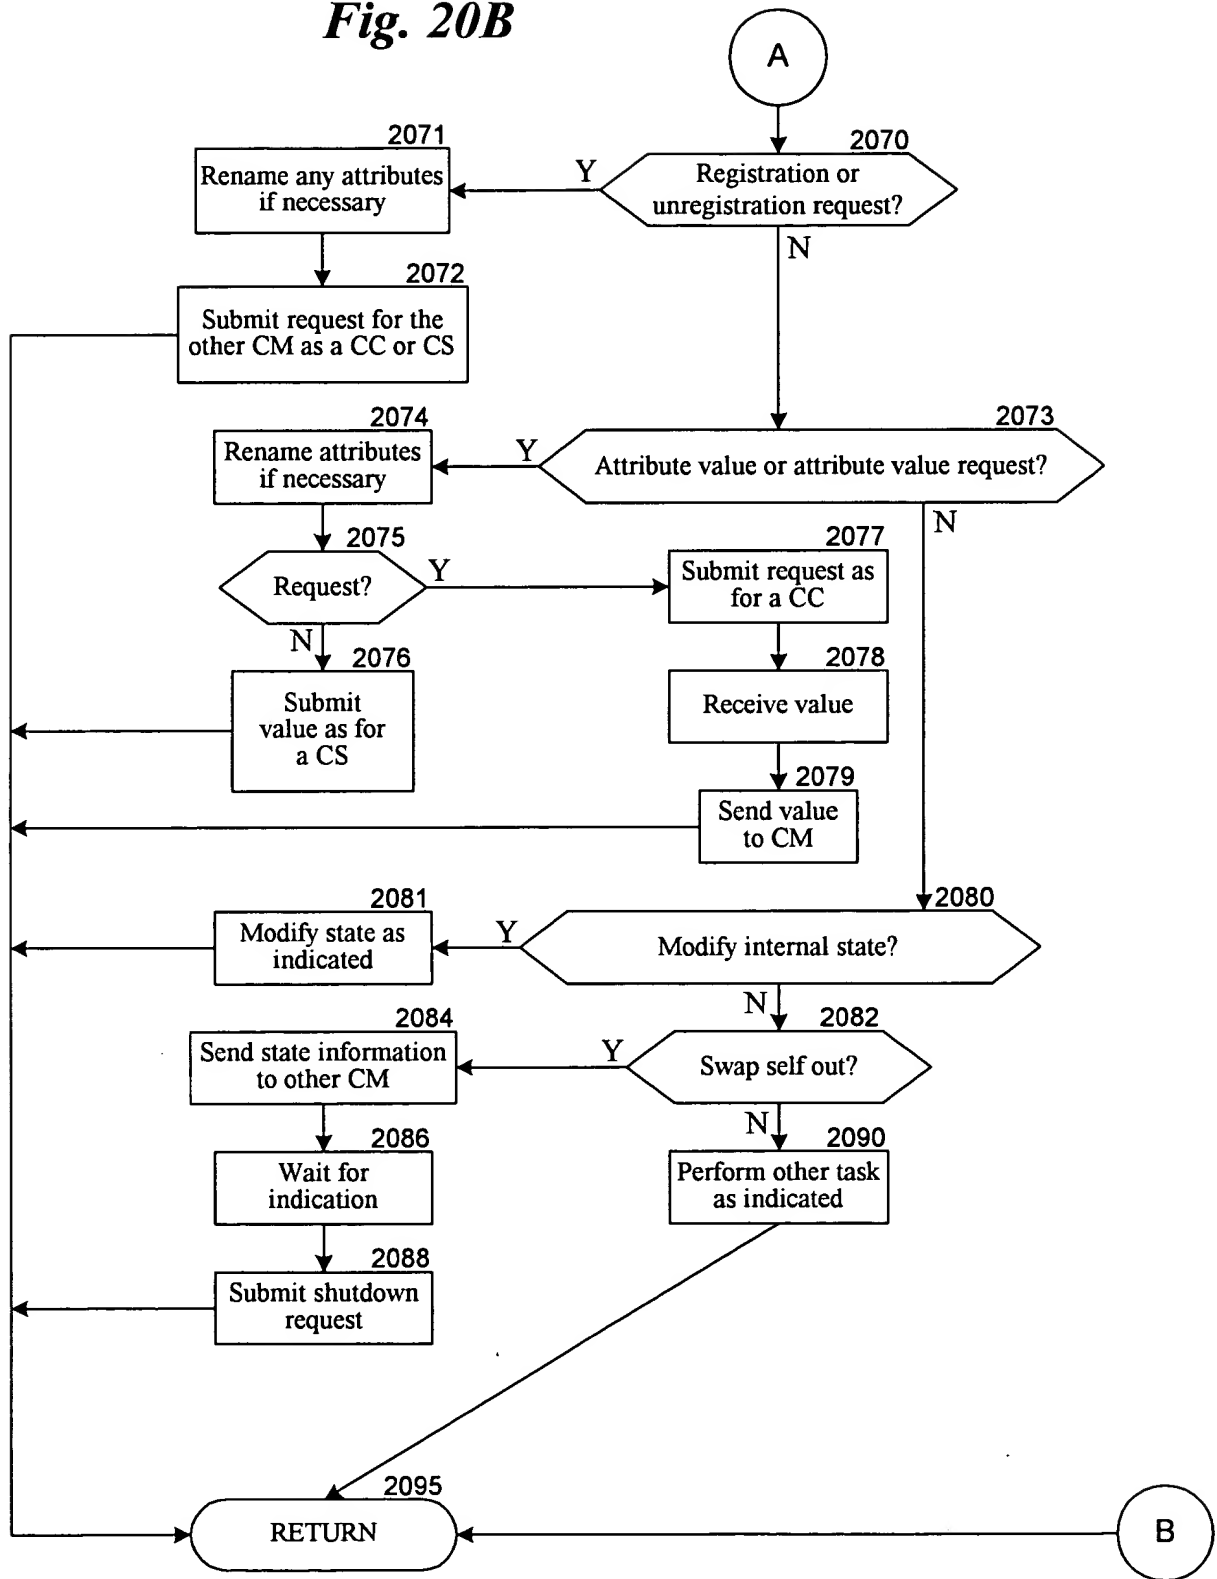 Fig. 20B
A
2070
Registration or
unregistration request?
Y
N
2071
Rename any attributes
if necessary
2072
Submit request for the
other CM as a CC or CS
2073
Attribute value or attribute value request?
Y
N
2074
Rename attributes
if necessary
2075
Request?
Y
N
2076
Submit
value as for
a CS
2077
Submit request as
for a CC
2078
Receive value
2079
Send value
to CM
2080
Modify internal state?
Y
N
2081
Modify state as
indicated
2082
Swap self out?
Y
N
2084
Send state information
to other CM
2086
Wait for
indication
2088
Submit shutdown
request
2090
Perform other task
as indicated
2095
RETURN
B